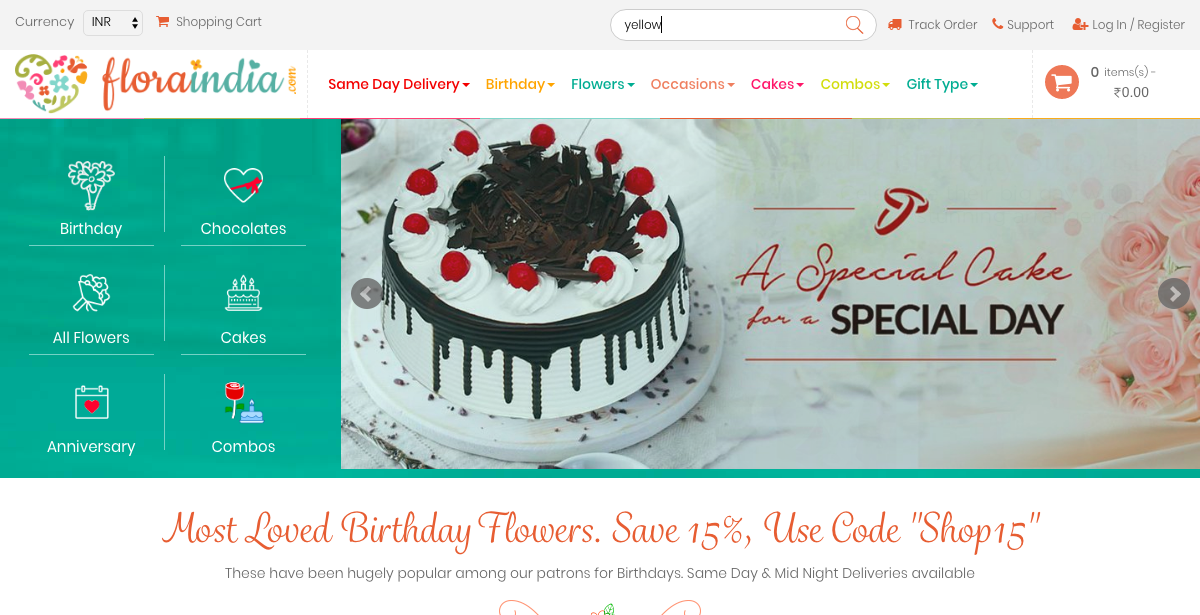 Currency INR Shopping Cart yellow Track Order Support Log In / Register
floraindia.com
Same Day Delivery Birthday Flowers Occasions Cakes Combos Gift Type
0 items(s) -
₹0.00
Birthday Chocolates
All Flowers Cakes
Anniversary Combos
A Special Cake
for a SPECIAL DAY
Most Loved Birthday Flowers. Save 15%, Use Code "Shop15"
These have been hugely popular among our patrons for Birthdays. Same Day & Mid Night Deliveries available